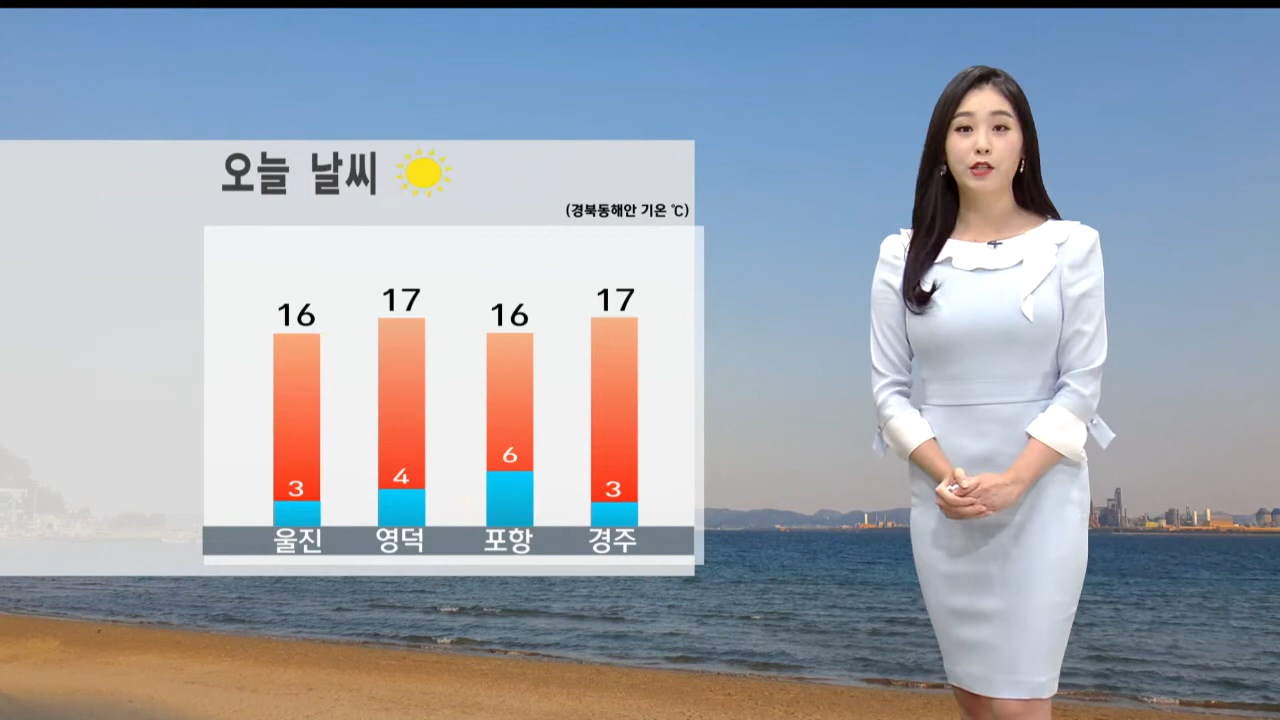 오늘 날씨
(경북동해안 기온 ℃)
16 17 16 17
3 4 6 3
울진 영덕 포항 경주